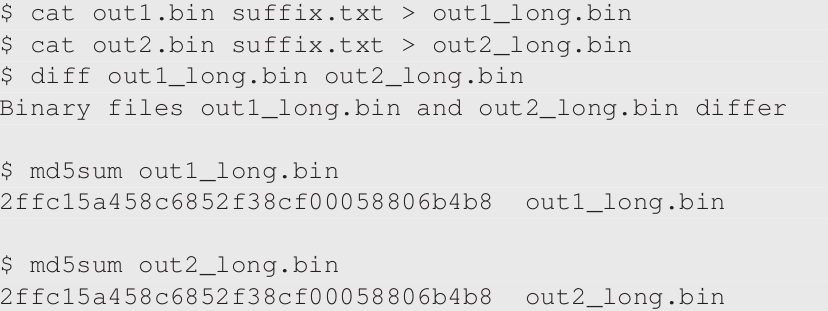 $ cat out1.bin suffix.txt > out1_long.bin
$ cat out2.bin suffix.txt > out2_long.bin
$ diff out1_long.bin out2_long.bin
Binary files out1_long.bin and out2_long.bin differ
$ md5sum out1_long.bin
2ffc15a458c6852f38cf00058806b4b8  out1_long.bin
$ md5sum out2_long.bin
2ffc15a458c6852f38cf00058806b4b8  out2_long.bin